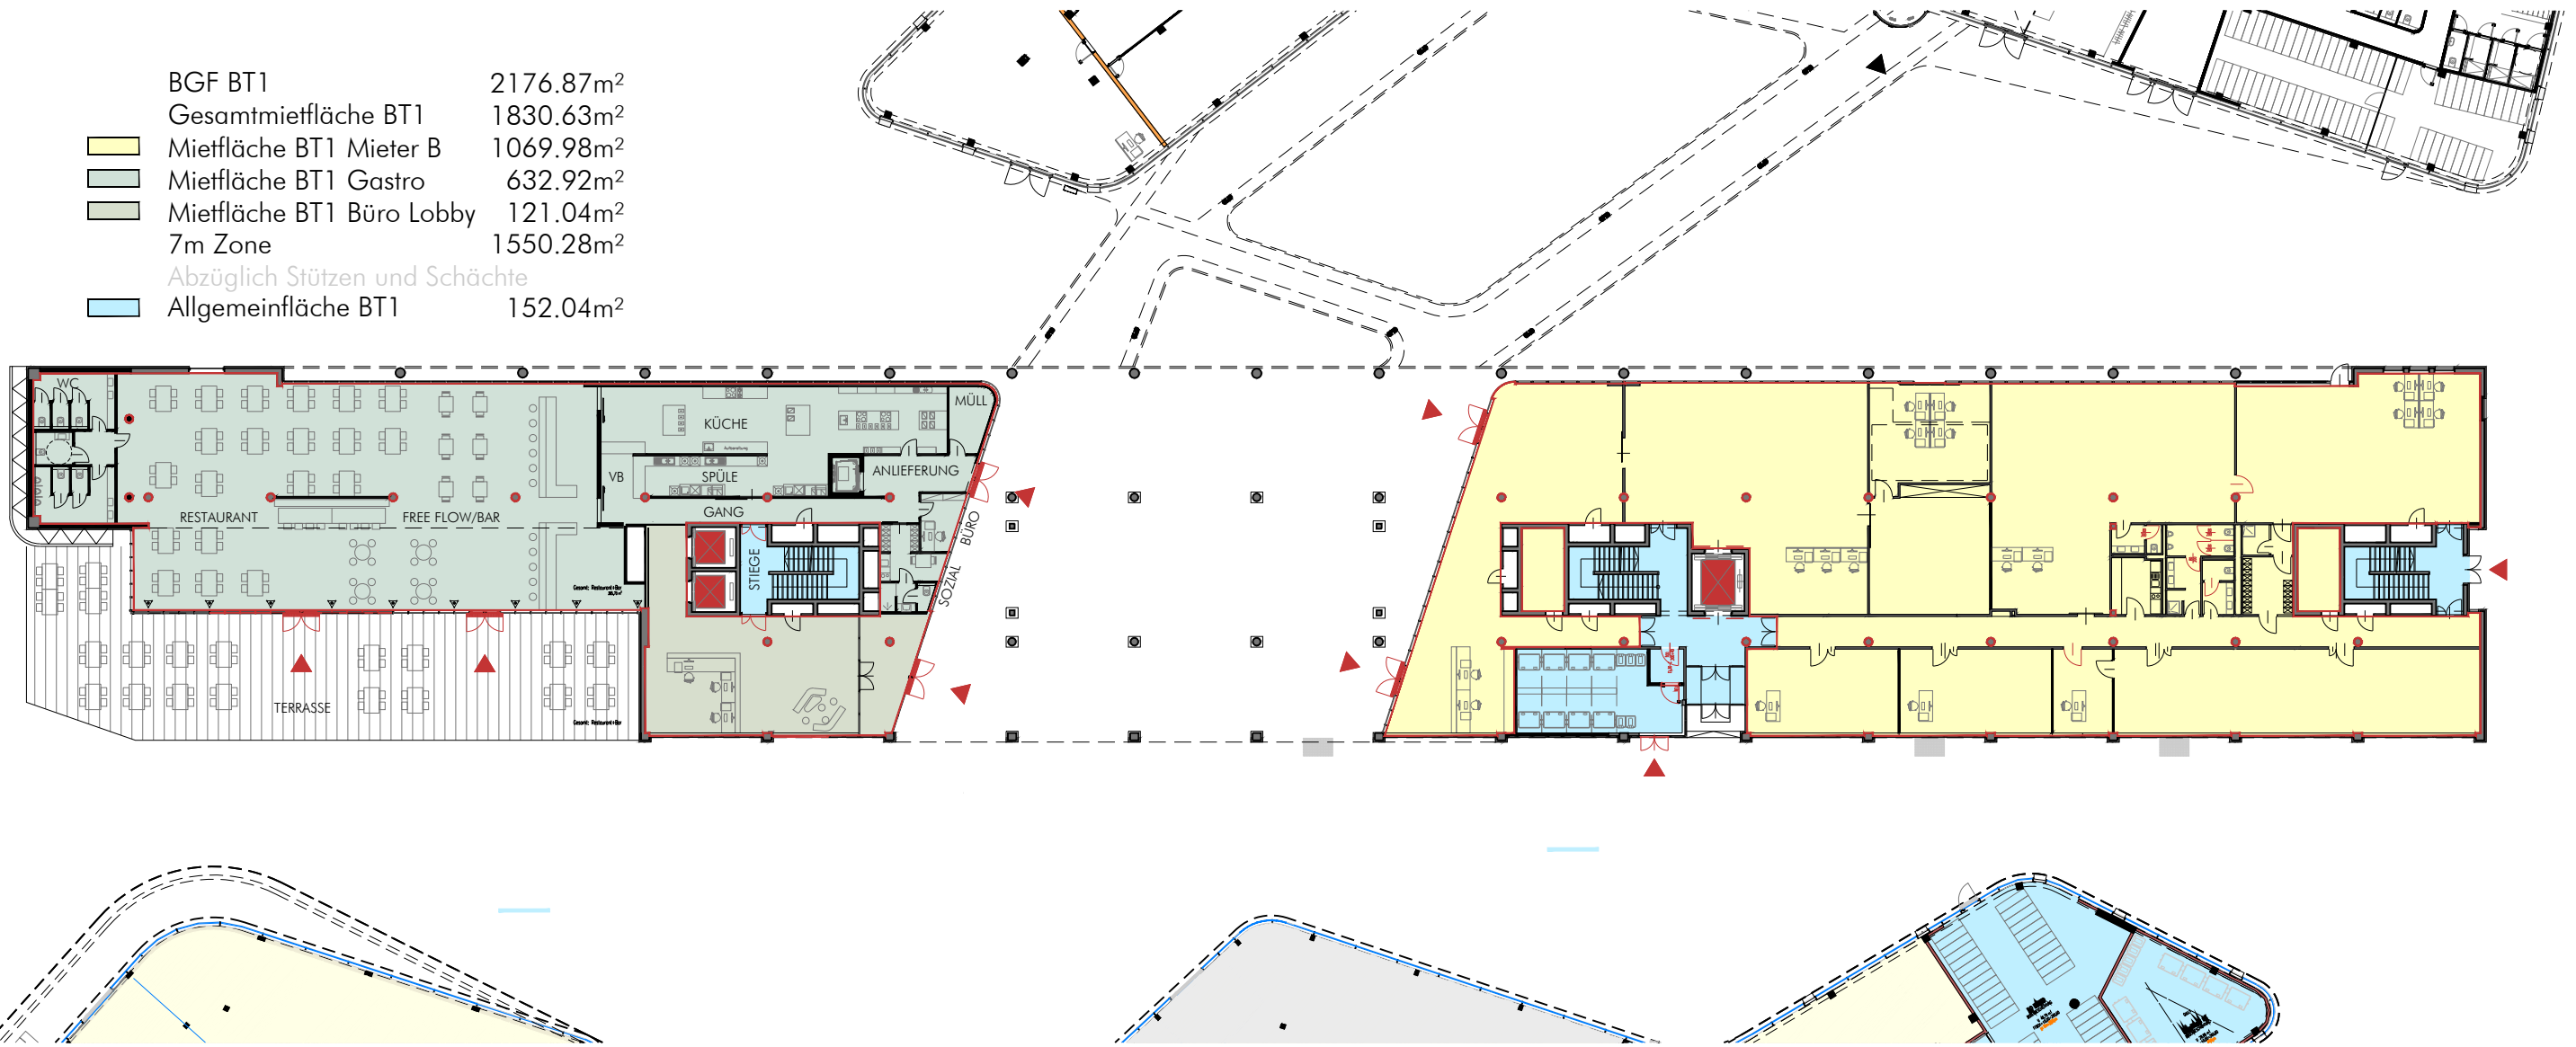 BGF BT1 2176.87m²
Gesamtmietfläche BT1 1830.63m²
Mietfläche BT1 Mieter B 1069.98m²
Mietfläche BT1 Gastro 632.92m²
Mietfläche BT1 Büro Lobby 121.04m²
7m Zone 1550.28m²
Abzüglich Stützen und Schächte
Allgemeinfläche BT1 152.04m²
WC
KÜCHE
MÜLL
VB
SPÜLE
ANLIEFERUNG
RESTAURANT
FREE FLOW/BAR
GANG
BÜRO
STIEGE
SOZIAL
TERRASSE